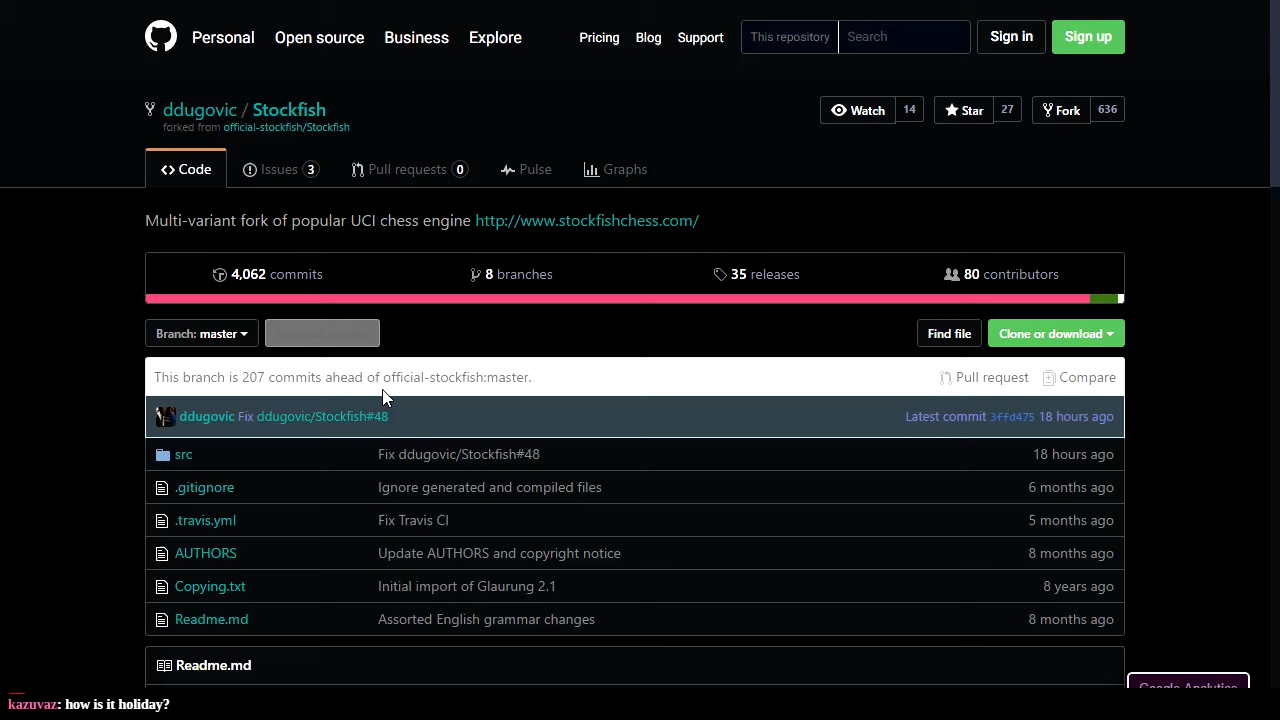 Personal Open source Business Explore Pricing Blog Support This repository Search Sign in Sign up
ddugovic / Stockfish Watch 14 Star 27 Fork 636
forked from official-stockfish/Stockfish
Code Issues 3 Pull requests 0 Pulse Graphs
Multi-variant fork of popular UCI chess engine http://www.stockfishchess.com/
4,062 commits 8 branches 35 releases 80 contributors
Branch: master Find file Clone or download
This branch is 207 commits ahead of official-stockfish:master. Pull request Compare
ddugovic Fix ddugovic/Stockfish#48 Latest commit 3ffd475 18 hours ago
src Fix ddugovic/Stockfish#48 18 hours ago
.gitignore Ignore generated and compiled files 6 months ago
.travis.yml Fix Travis CI 5 months ago
AUTHORS Update AUTHORS and copyright notice 8 months ago
Copying.txt Initial import of Glaurung 2.1 8 years ago
Readme.md Assorted English grammar changes 8 months ago
Readme.md
Google Analytics
kazuvaz: how is it holiday?